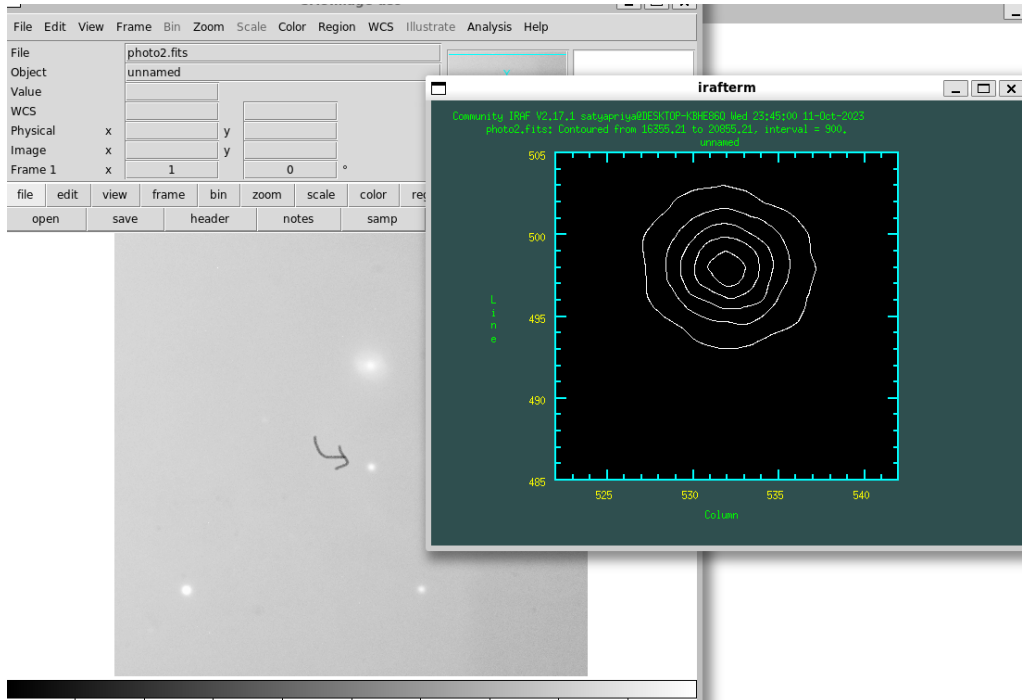 File Edit View Frame Bin Zoom Scale Color Region WCS Illustrate Analysis Help
File photo2.fits
Object unnamed
Value
WCS
Physical x y
Image x y
Frame 1 x 1 0 °
file edit view frame bin zoom scale color
open save header notes samp
irafterm
Community IRAF V2.17.1 satyapriya@DESKTOP-KBHE86Q Wed 23:45:00 11-Oct-2023
photo2.fits: Contoured from 16355.21 to 20855.21, interval = 900.
unnamed
505
500
495
490
485
Line
525 530 535 540
Column